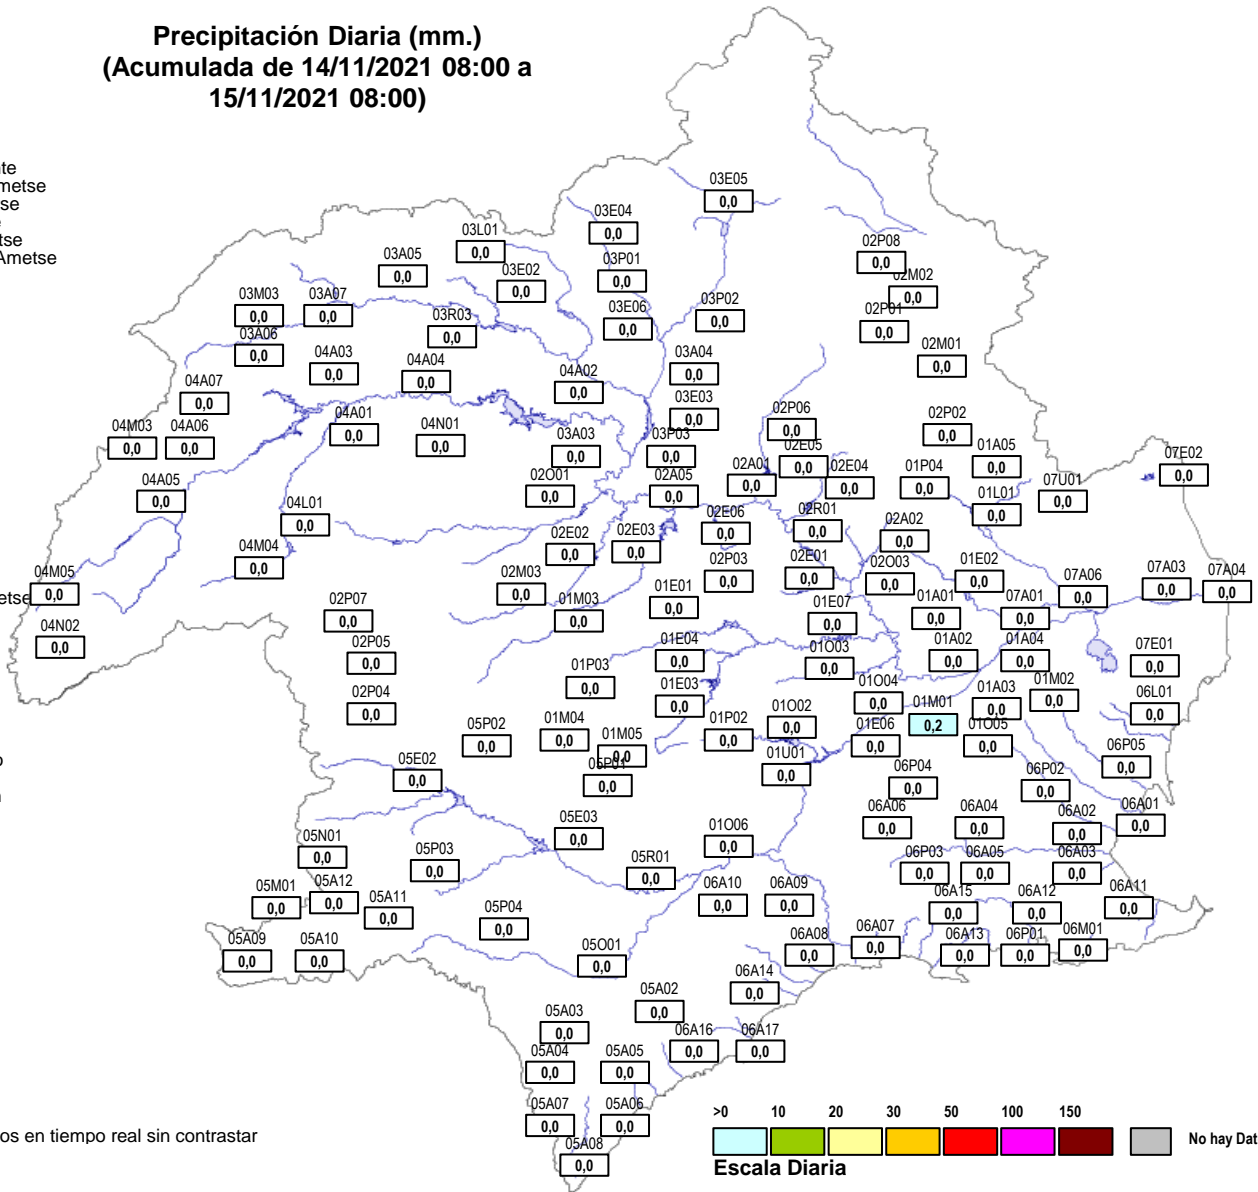 Precipitación Diaria (mm.)
(Acumulada de 14/11/2021 08:00 a
15/11/2021 08:00)
03E05
0,0
03E04
0,0
03L01
0,0
03A05
0,0
03E02
0,0
03P01
0,0
02P08
0,0
02M02
0,0
03M03
0,0
03A07
0,0
03R03
0,0
03E06
0,0
03P02
0,0
02P01
0,0
03A06
0,0
04A03
0,0
04A04
0,0
04A02
0,0
03A04
0,0
02M01
0,0
04A07
0,0
03E03
0,0
04M03
0,0
04A06
0,0
04A01
0,0
04N01
0,0
03A03
0,0
03P03
0,0
02P06
0,0
02P02
0,0
02E05
0,0
02E04
0,0
01P04
0,0
01A05
0,0
07U01
0,0
07E02
0,0
04A05
0,0
02O01
0,0
02A05
0,0
02A01
0,0
01L01
0,0
04L01
0,0
02E06
0,0
02R01
0,0
02A02
0,0
04M04
0,0
02E02
0,0
02E03
0,0
04M05
0,0
02M03
0,0
02P03
0,0
02E01
0,0
02O03
0,0
01E02
0,0
07A06
0,0
07A03
0,0
07A04
0,0
02P07
0,0
01M03
0,0
01E01
0,0
01E07
0,0
01A01
0,0
07A01
0,0
04N02
0,0
02P05
0,0
01E04
0,0
01O03
0,0
01A02
0,0
01A04
0,0
07E01
0,0
02P04
0,0
01P03
0,0
01E03
0,0
01O04
0,0
01M01
0,2
01A03
0,0
01M02
0,0
06L01
0,0
05P02
0,0
01M04
0,0
01M05
0,0
01P02
0,0
01O02
0,0
01E06
0,0
01O05
0,0
05E02
0,0
05P01
0,0
01U01
0,0
06P04
0,0
06P02
0,0
06P05
0,0
05E03
0,0
01O06
0,0
06A06
0,0
06A04
0,0
06A02
0,0
06A01
0,0
05N01
0,0
05P03
0,0
05R01
0,0
06P03
0,0
06A05
0,0
06A03
0,0
05M01
0,0
05A12
0,0
05A11
0,0
06A10
0,0
06A09
0,0
06A15
0,0
06A12
0,0
06A11
0,0
05A09
0,0
05A10
0,0
05P04
0,0
05O01
0,0
06A08
0,0
06A07
0,0
06A13
0,0
06P01
0,0
06M01
0,0
06A14
0,0
05A02
0,0
05A03
0,0
06A16
0,0
06A17
0,0
05A04
0,0
05A05
0,0
05A07
0,0
05A06
0,0
05A08
0,0
os en tiempo real sin contrastar
>0 10 20 30 50 100 150
No hay Dat
Escala Diaria